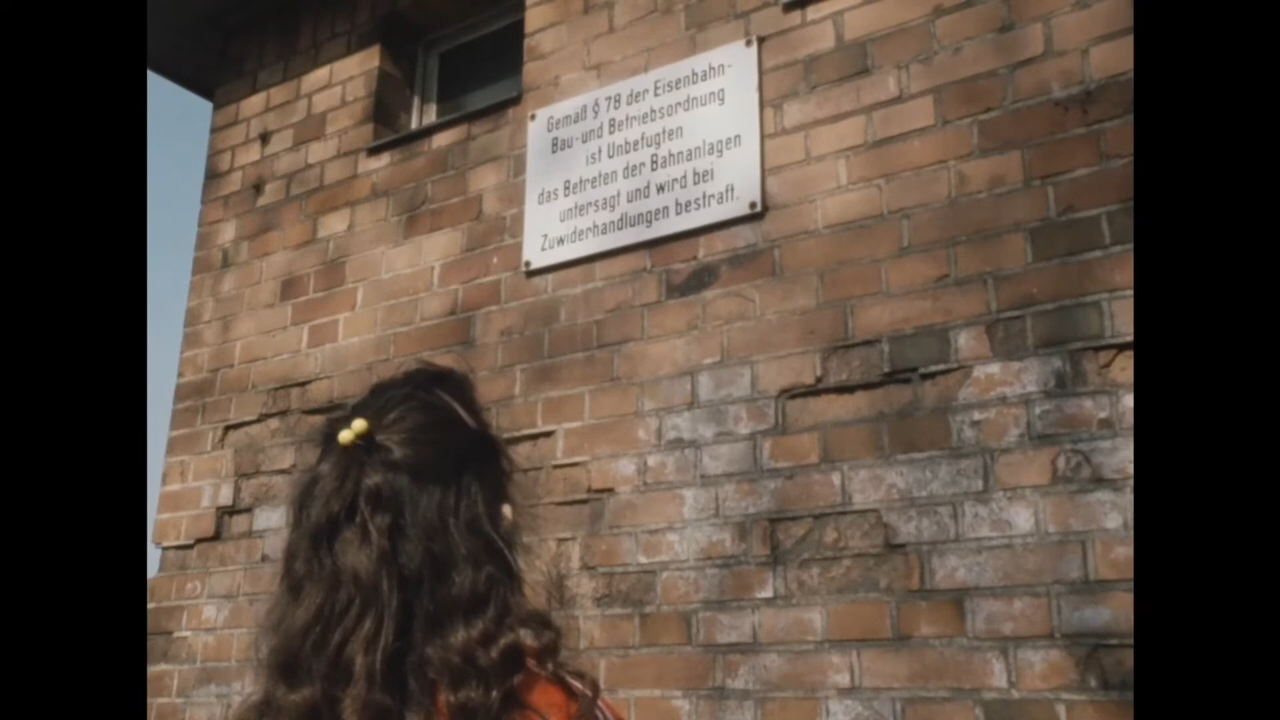 Gemäß § 78 der Eisenbahn-
Bau- und Betriebsordnung
ist Unbefugten
das Betreten der Bahnanlagen
untersagt und wird bei
Zuwiderhandlungen bestraft.